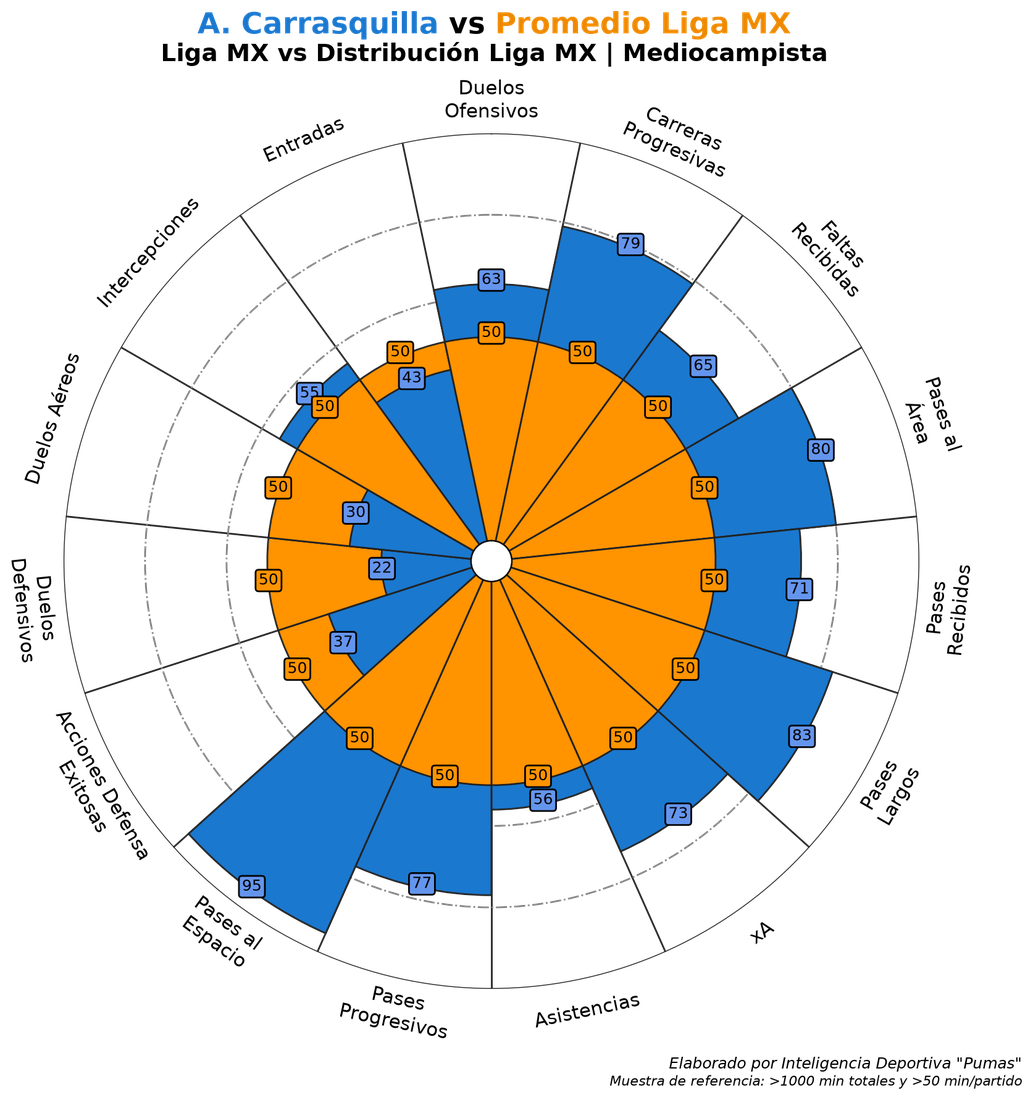 A. Carrasquilla vs Promedio Liga MX
Liga MX vs Distribución Liga MX | Mediocampista
Duelos
Ofensivos
Carreras
Progresivas
Faltas
Recibidas
Pases al
Área
Pases
Recibidos
Pases
Largos
xA
Asistencias
Pases
Progresivos
Pases al
Espacio
Acciones Defensa
Exitosas
Duelos
Defensivos
Duelos Aéreos
Intercepciones
Entradas
63
50
79
50
65
50
80
50
71
50
83
50
73
50
56
50
77
50
95
50
37
50
22
50
30
50
55
50
43
50
Elaborado por Inteligencia Deportiva "Pumas"
Muestra de referencia: >1000 min totales y >50 min/partido